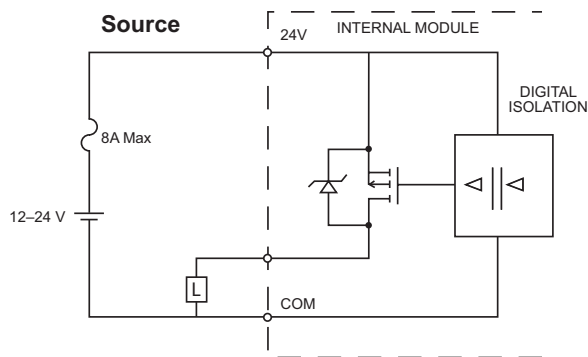 Source
24V
INTERNAL MODULE
DIGITAL
ISOLATION
8A Max
12–24 V
L
COM